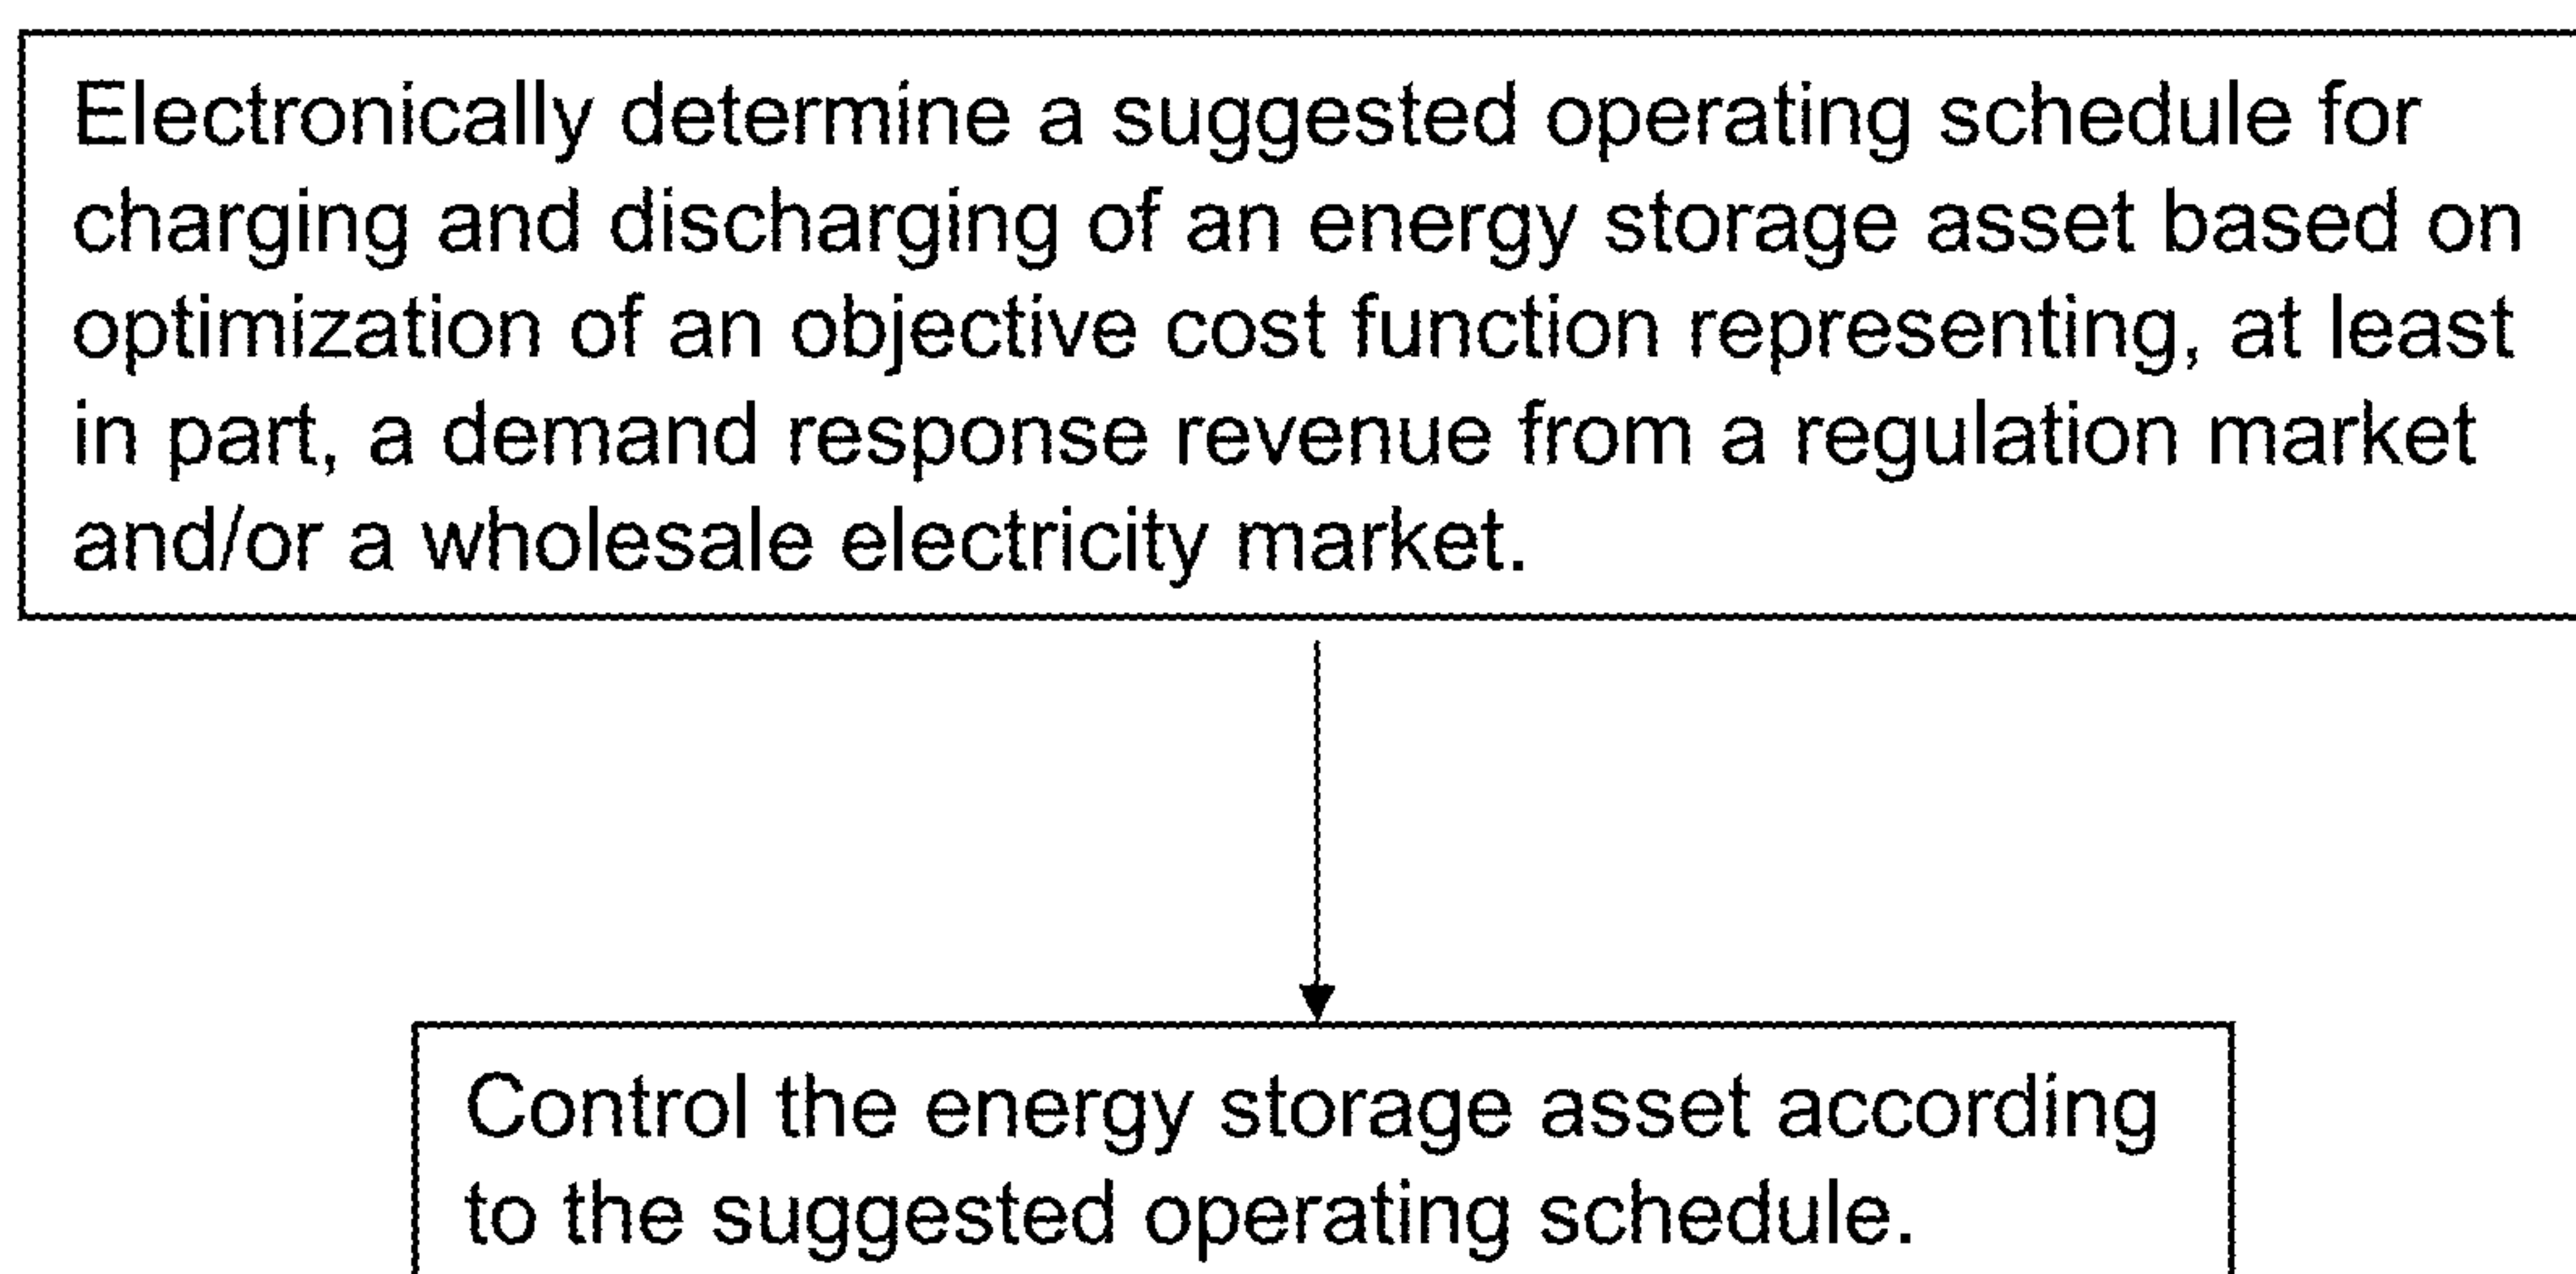 Electronically determine a suggested operating schedule for
charging and discharging of an energy storage asset based on
optimization of an objective cost function representing, at least
in part, a demand response revenue from a regulation market
and/or a wholesale electricity market.
Control the energy storage asset according
to the suggested operating schedule.